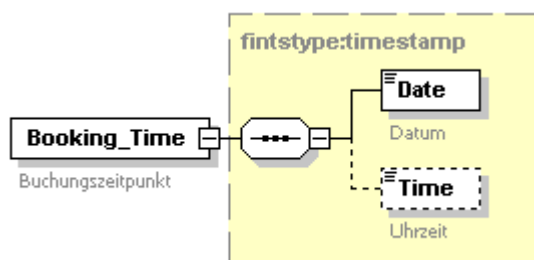 fintstype:timestamp
Date
Datum
Booking_Time
Buchungszeitpunkt
Time
Uhrzeit